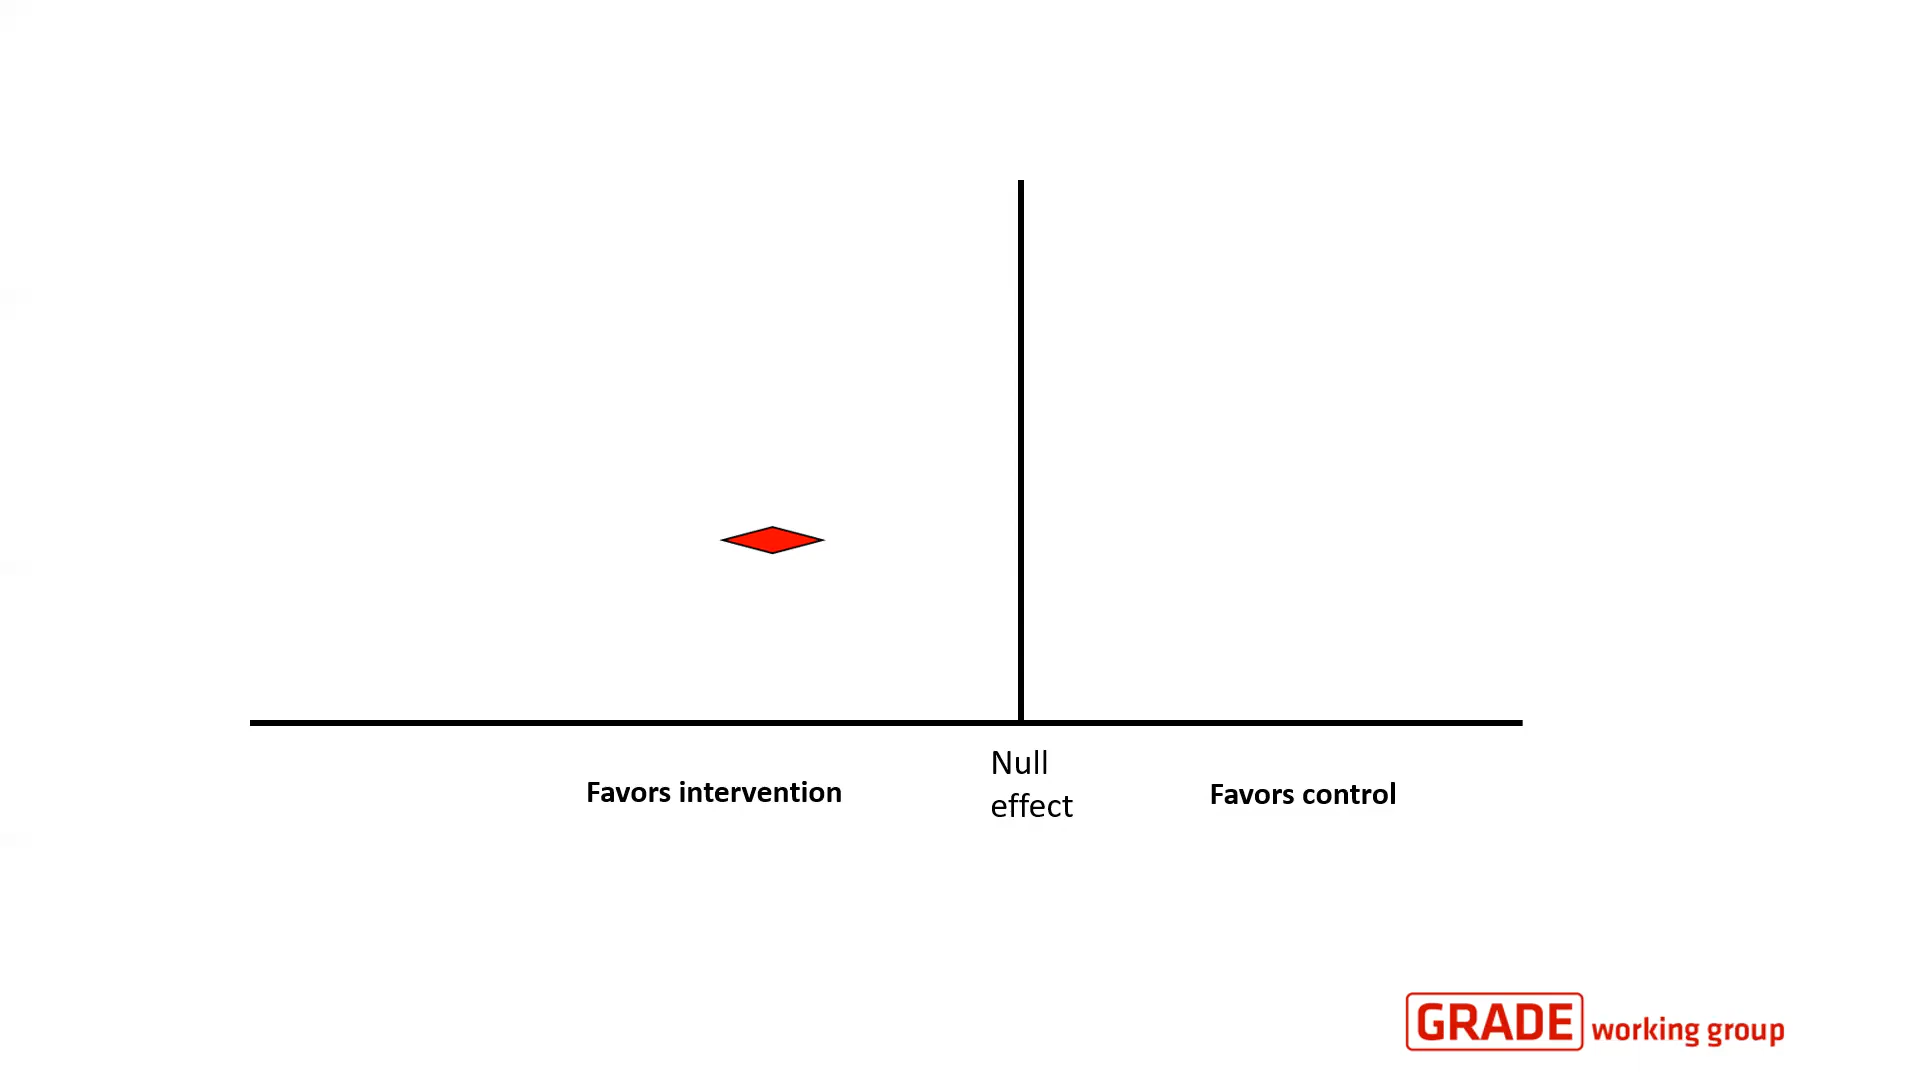 Null
effect
Favors intervention
Favors control
GRADE working group